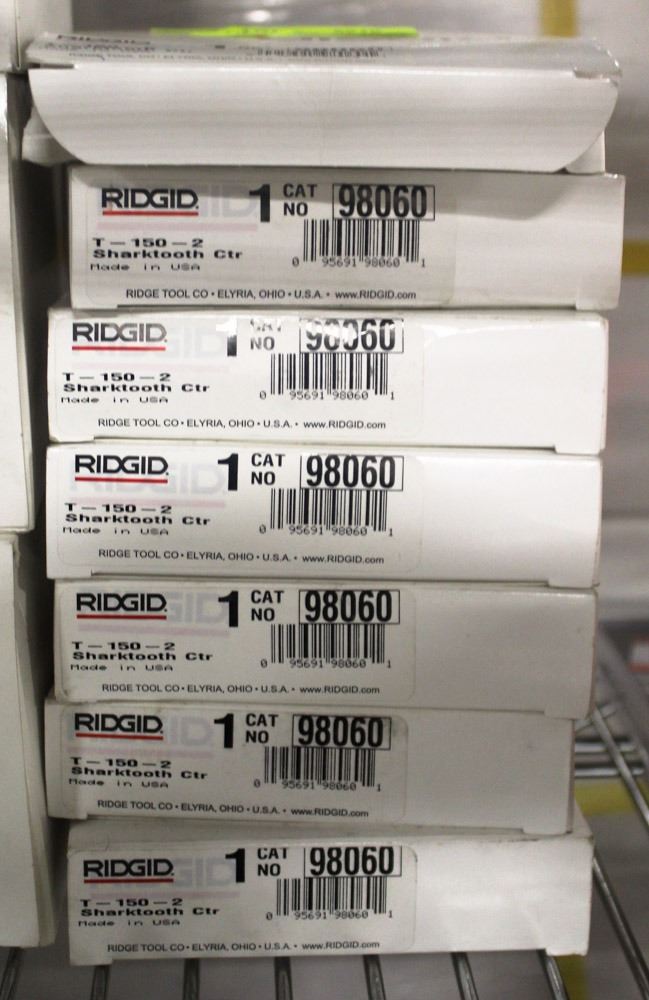 RIDGID
RIDGID. 1 CAT NO 98060
T-150-2
Sharktooth Ctr
Made in USA
0 95691 98060 1
RIDGE TOOL CO • ELYRIA, OHIO • U.S.A. • www.RIDGID.com
RIDGID. 1 CAT NO 98060
T-150-2
Sharktooth Ctr
Made in USA
0 95691 98060 1
RIDGE TOOL CO • ELYRIA, OHIO • U.S.A. • www.RIDGID.com
RIDGID. 1 CAT NO 98060
T-150-2
Sharktooth Ctr
Made in USA
0 95691 98060 1
RIDGE TOOL CO • ELYRIA, OHIO • U.S.A. • www.RIDGID.com
RIDGID. 1 CAT NO 98060
T-150-2
Sharktooth Ctr
Made in USA
0 95691 98060 1
RIDGE TOOL CO • ELYRIA, OHIO • U.S.A. • www.RIDGID.com
RIDGID. 1 CAT NO 98060
T-150-2
Sharktooth Ctr
Made in USA
0 95691 98060 1
RIDGE TOOL CO • ELYRIA, OHIO • U.S.A. • www.RIDGID.com
RIDGID. 1 CAT NO 98060
T-150-2
Sharktooth Ctr
Made in USA
0 95691 98060 1
RIDGE TOOL CO • ELYRIA, OHIO • U.S.A. • www.RIDGID.com